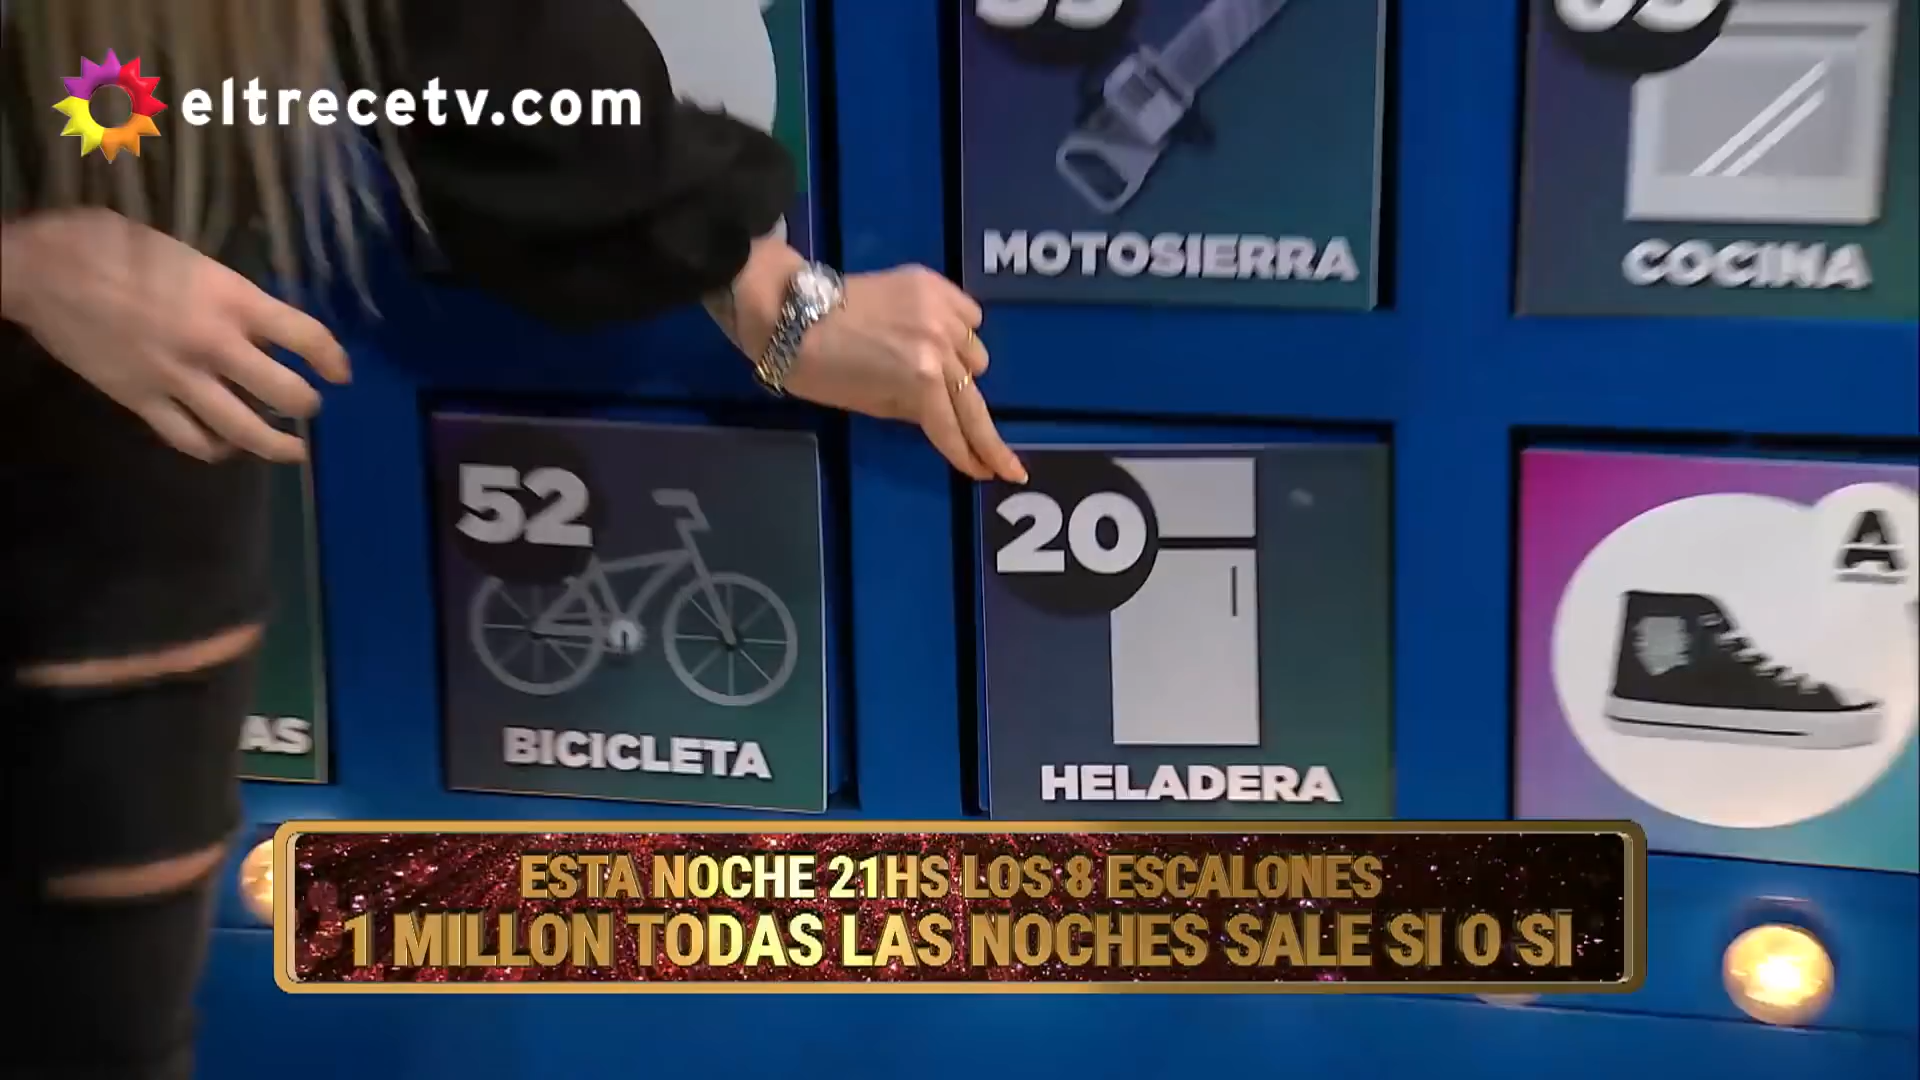 eltrecetv.com
MOTOSIERRA
COCINA
52
BICICLETA
20
HELADERA
A
AS
ESTA NOCHE 21HS LOS 8 ESCALONES
1 MILLON TODAS LAS NOCHES SALE SI O SI